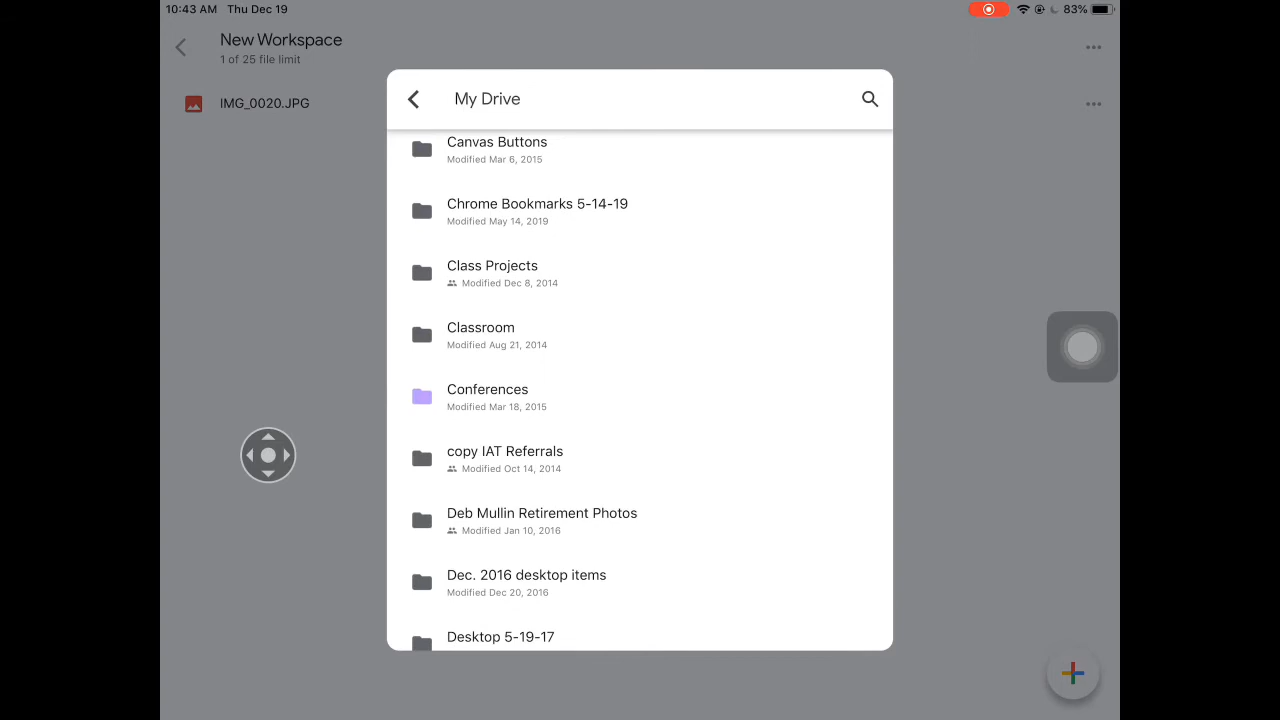 10:43 AM Thu Dec 19
83%
New Workspace
1 of 25 file limit
IMG_0020.JPG
My Drive
Canvas Buttons
Modified Mar 6, 2015
Chrome Bookmarks 5-14-19
Modified May 14, 2019
Class Projects
Modified Dec 8, 2014
Classroom
Modified Aug 21, 2014
Conferences
Modified Mar 18, 2015
copy IAT Referrals
Modified Oct 14, 2014
Deb Mullin Retirement Photos
Modified Jan 10, 2016
Dec. 2016 desktop items
Modified Dec 20, 2016
Desktop 5-19-17